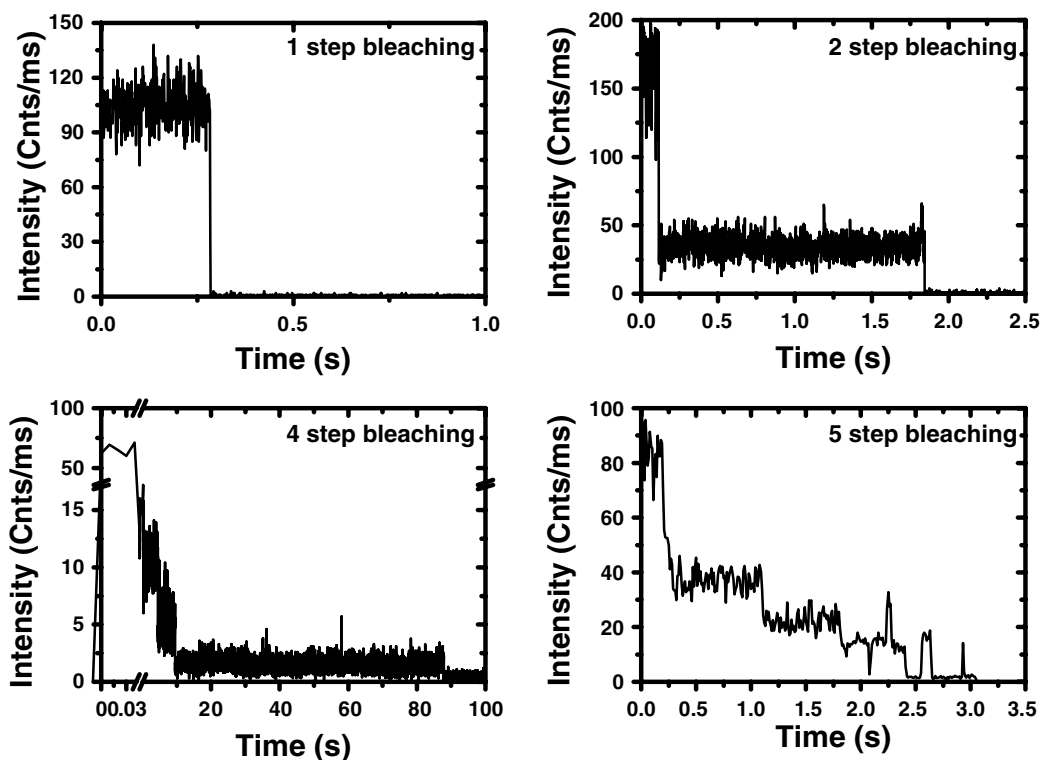 1 step bleaching
150
120
90
60
30
0
Intensity (Cnts/ms)
0.0 0.5 1.0
Time (s)
2 step bleaching
200
150
100
50
0
Intensity (Cnts/ms)
0.0 0.5 1.0 1.5 2.0 2.5
Time (s)
4 step bleaching
100
50
15
10
5
0
Intensity (Cnts/ms)
0 0.03 20 40 60 80 100
Time (s)
5 step bleaching
100
80
60
40
20
0
Intensity (Cnts/ms)
0.0 0.5 1.0 1.5 2.0 2.5 3.0 3.5
Time (s)